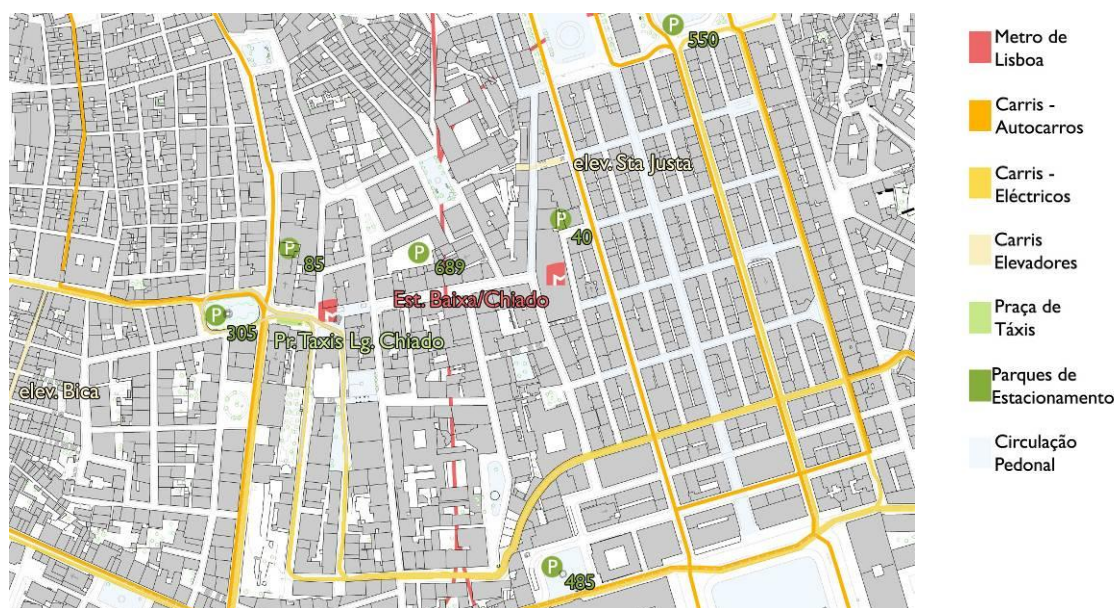 P
550
elev. Sta Justa
P
40
P
85
P
689
Est. Baixa/Chiado
P
305
Pr. Taxis Lg. Chiado
elev. Bica
P
485
Metro de
Lisboa
Carris -
Autocarros
Carris -
Eléctricos
Carris
Elevadores
Praça de
Táxis
Parques de
Estacionamento
Circulação
Pedonal